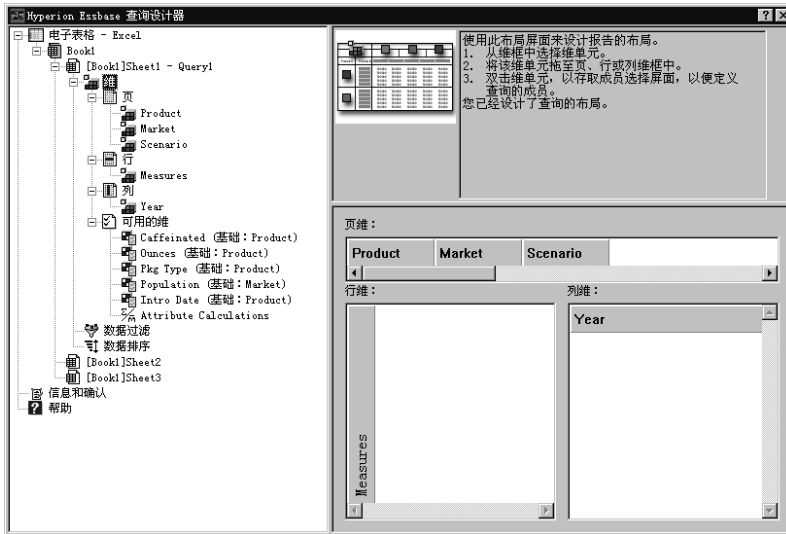 Hyperion Essbase 查询设计器
电子表格 - Excel
Book1
[Book1]Sheet1 - Query1
页
Product
Market
Scenario
行
Measures
列
Year
可用的维
Caffeinated (基础：Product)
Ounces (基础：Product)
Pkg Type (基础：Product)
Population (基础：Market)
Intro Date (基础：Product)
Attribute Calculations
数据过滤
数据排序
[Book1]Sheet2
[Book1]Sheet3
信息和确认
帮助
使用此布局屏面来设计报告的布局。
1. 从维框中选择维单元。
2. 将该维单元拖至页、行或列维框中。
3. 双击维单元，以存取成员选择屏面，以便定义
查询的成员。
您已经设计了查询的布局。
页维：
Product Market Scenario
行维：
Measures
列维：
Year